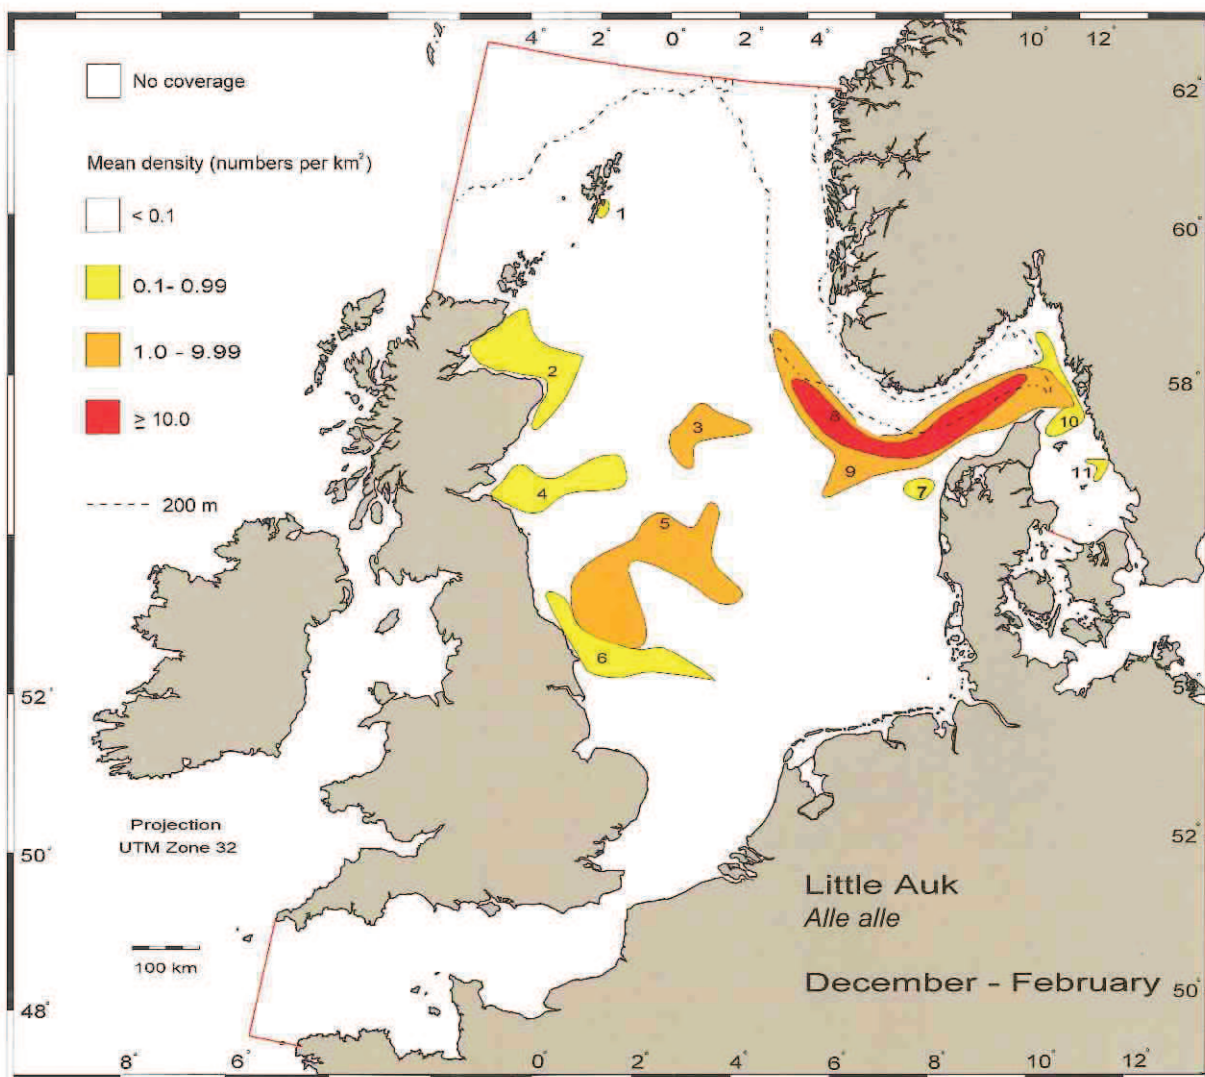 4° 2° 0° 2° 4° 10° 12°
No coverage
62°
Mean density (numbers per km²)
< 0.1
1
60°
0.1- 0.99
1.0 - 9.99
2
58°
≥ 10.0
3
8
10
9
11
4
7
200 m
5
6
52°
Projection
UTM Zone 32
52°
50°
Little Auk
Alle alle
100 km
December - February
50°
48°
8° 6° 0° 2° 4° 6° 8° 10° 12°